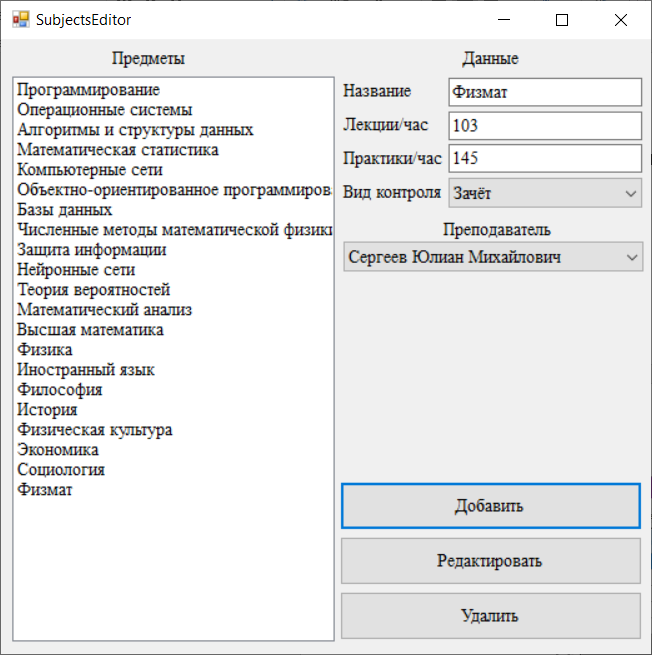 SubjectsEditor
Предметы
Программирование
Операционные системы
Алгоритмы и структуры данных
Математическая статистика
Компьютерные сети
Объектно-ориентированное программиров
Базы данных
Численные методы математической физики
Защита информации
Нейронные сети
Теория вероятностей
Математический анализ
Высшая математика
Физика
Иностранный язык
Философия
История
Физическая культура
Экономика
Социология
Физмат
Данные
Название Физмат
Лекции/час 103
Практики/час 145
Вид контроля Зачёт
Преподаватель
Сергеев Юлиан Михайлович
Добавить
Редактировать
Удалить